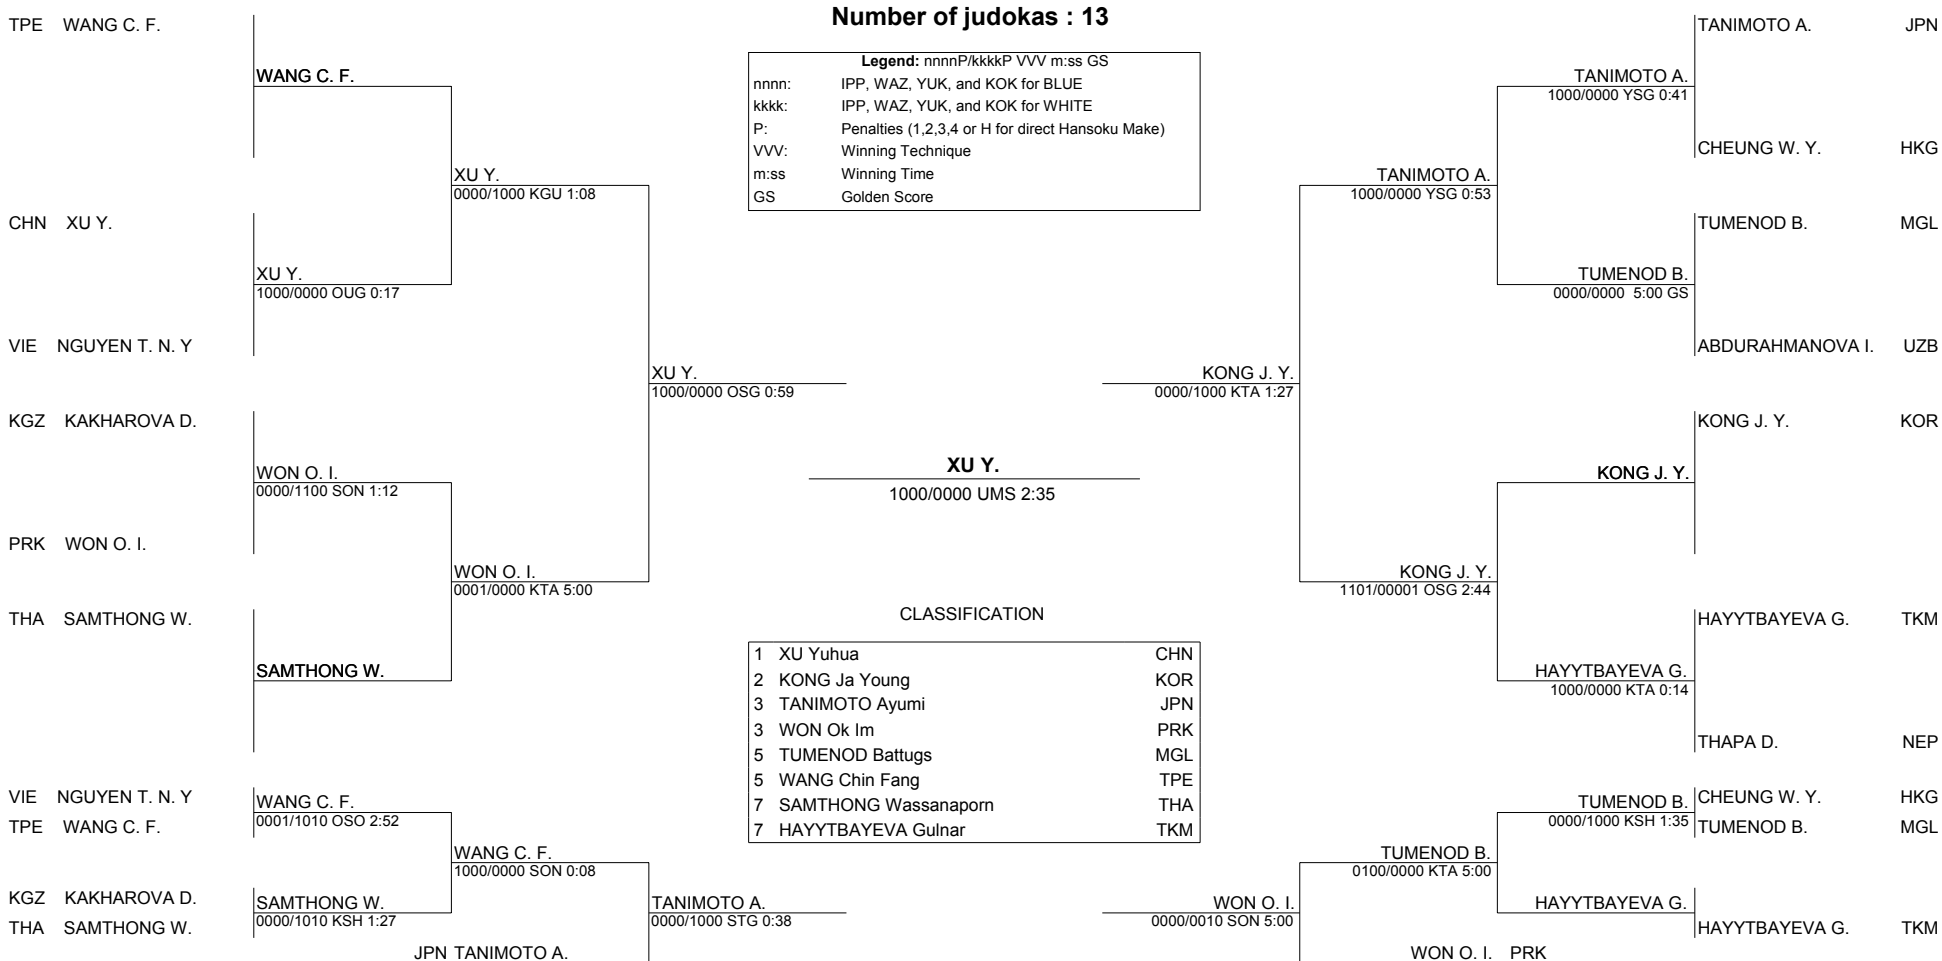 Number of judokas : 13
TPE WANG C. F.
TANIMOTO A. JPN
Legend: nnnnP/kkkkP VVV m:ss GS
nnnn: IPP, WAZ, YUK, and KOK for BLUE
kkkk: IPP, WAZ, YUK, and KOK for WHITE
P: Penalties (1,2,3,4 or H for direct Hansoku Make)
VVV: Winning Technique
m:ss Winning Time
GS Golden Score
WANG C. F.
TANIMOTO A.
1000/0000 YSG 0:41
CHEUNG W. Y. HKG
XU Y.
0000/1000 KGU 1:08
TANIMOTO A.
1000/0000 YSG 0:53
CHN XU Y.
TUMENOD B. MGL
XU Y.
1000/0000 OUG 0:17
TUMENOD B.
0000/0000 5:00 GS
VIE NGUYEN T. N. Y
ABDURAHMANOVA I. UZB
XU Y.
1000/0000 OSG 0:59
KONG J. Y.
0000/1000 KTA 1:27
KGZ KAKHAROVA D.
KONG J. Y. KOR
WON O. I.
0000/1100 SON 1:12
XU Y.
1000/0000 UMS 2:35
KONG J. Y.
PRK WON O. I.
WON O. I.
0001/0000 KTA 5:00
KONG J. Y.
1101/00001 OSG 2:44
THA SAMTHONG W.
HAYYTBAYEVA G. TKM
CLASSIFICATION
1 XU Yuhua CHN
2 KONG Ja Young KOR
3 TANIMOTO Ayumi JPN
3 WON Ok Im PRK
5 TUMENOD Battugs MGL
5 WANG Chin Fang TPE
7 SAMTHONG Wassanaporn THA
7 HAYYTBAYEVA Gulnar TKM
SAMTHONG W.
HAYYTBAYEVA G.
1000/0000 KTA 0:14
THAPA D. NEP
VIE NGUYEN T. N. Y
TPE WANG C. F.
WANG C. F.
0001/1010 OSO 2:52
TUMENOD B.
0000/1000 KSH 1:35
CHEUNG W. Y. HKG
TUMENOD B. MGL
WANG C. F.
1000/0000 SON 0:08
TUMENOD B.
0100/0000 KTA 5:00
KGZ KAKHAROVA D.
THA SAMTHONG W.
SAMTHONG W.
0000/1010 KSH 1:27
TANIMOTO A.
0000/1000 STG 0:38
WON O. I.
0000/0010 SON 5:00
HAYYTBAYEVA G.
HAYYTBAYEVA G. TKM
JPN TANIMOTO A.
WON O. I. PRK